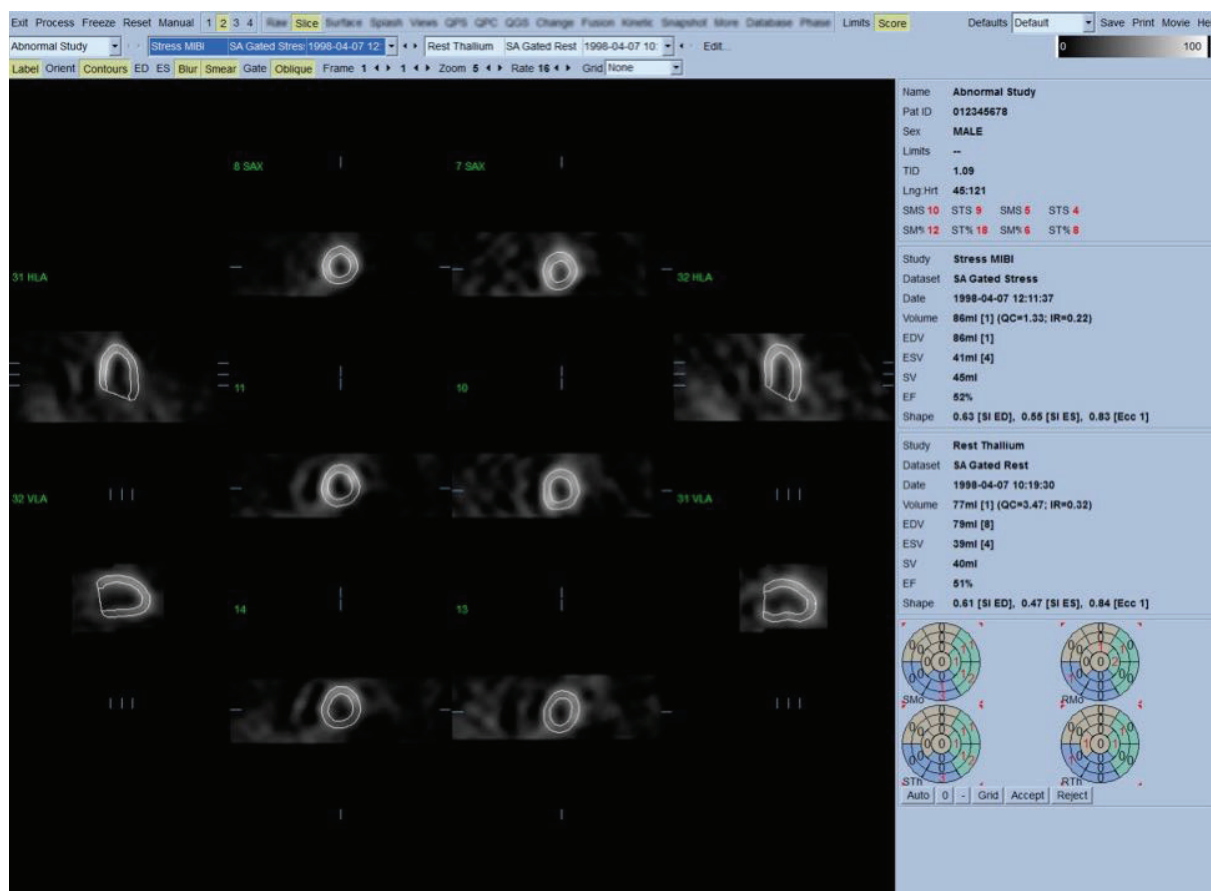 Exit Process Freeze Reset Manual 1 2 3 4 Raw Slice Surface Splash Views QPS QPC QGS Change Fusion Kinetic Snapshot More Database Phase Limits Score Defaults Default Save Print Movie He
Abnormal Study Stress MIBI SA Gated Stres 1998-04-07 12: Rest Thallium SA Gated Rest 1998-04-07 10: Edit... 0 100
Label Orient Contours ED ES Blur Smear Gate Oblique Frame 1 1 Zoom 5 Rate 16 Grid None
8 SAX 7 SAX
31 HLA 32 HLA
11 10
32 VLA 31 VLA
14 13
Name Abnormal Study
Pat ID 012345678
Sex MALE
Limits --
TID 1.09
Lng:Hrt 45:121
SMS 10 STS 9 SMS 5 STS 4
SM% 12 ST% 18 SM% 6 ST% 8
Study Stress MIBI
Dataset SA Gated Stress
Date 1998-04-07 12:11:37
Volume 86ml [1] (QC=1.33; IR=0.22)
EDV 86ml [1]
ESV 41ml [4]
SV 45ml
EF 52%
Shape 0.63 [SI ED], 0.55 [SI ES], 0.83 [Ecc 1]
Study Rest Thallium
Dataset SA Gated Rest
Date 1998-04-07 10:19:30
Volume 77ml [1] (QC=3.47; IR=0.32)
EDV 79ml [8]
ESV 39ml [4]
SV 40ml
EF 51%
Shape 0.61 [SI ED], 0.47 [SI ES], 0.84 [Ecc 1]
SMo RMo
STh RTh
Auto 0 - Grid Accept Reject